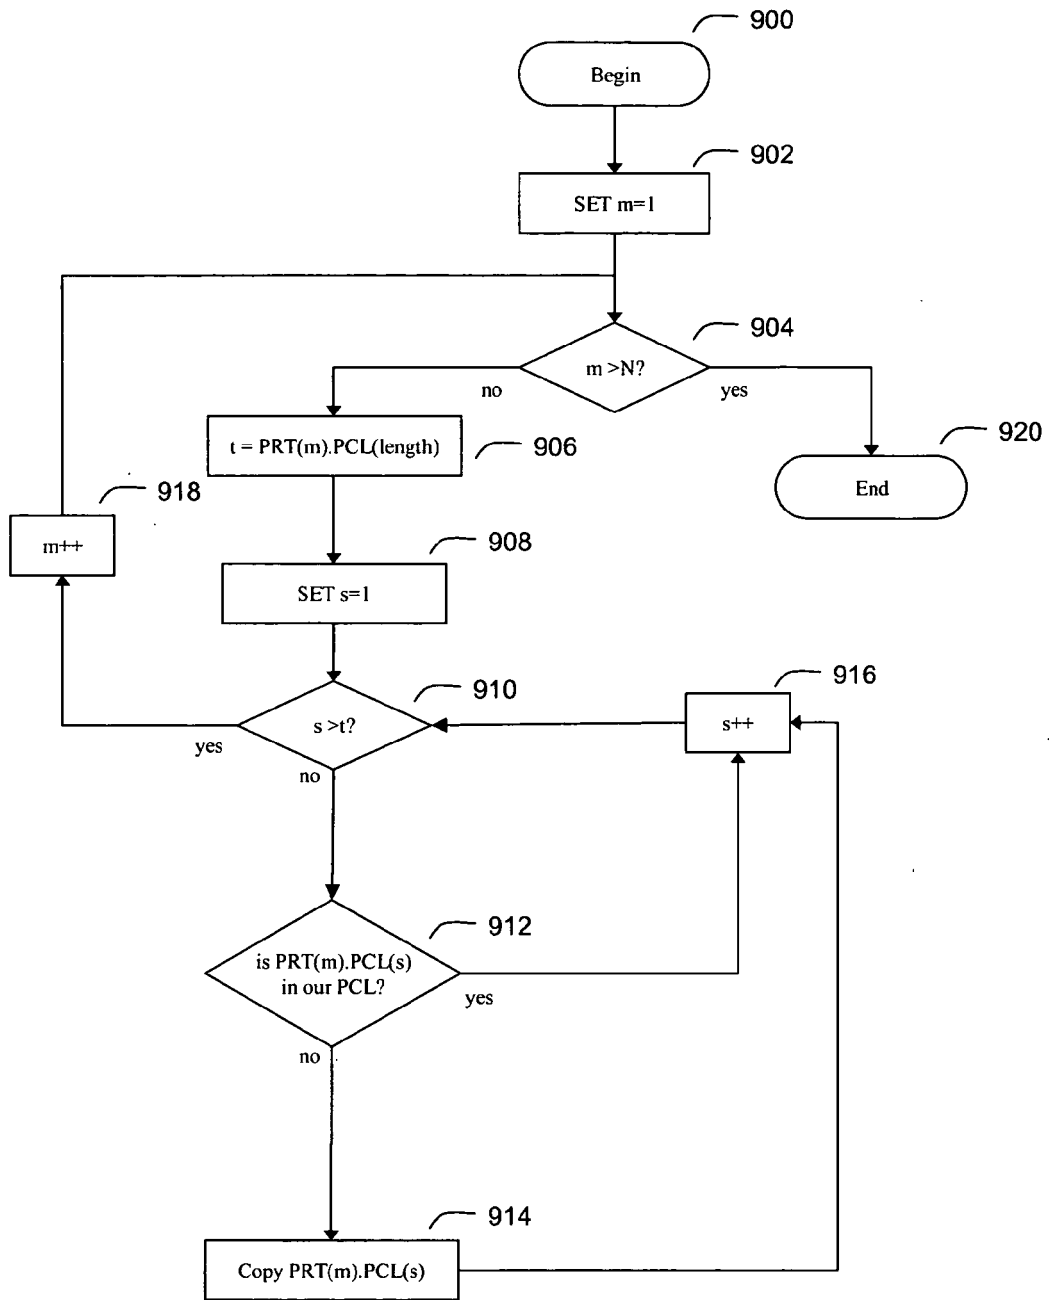 900
Begin
902
SET m=1
904
m >N?
no
yes
t = PRT(m).PCL(length)
906
920
End
918
m++
908
SET s=1
910
s >t?
yes
no
916
s++
912
is PRT(m).PCL(s)
in our PCL?
yes
no
914
Copy PRT(m).PCL(s)